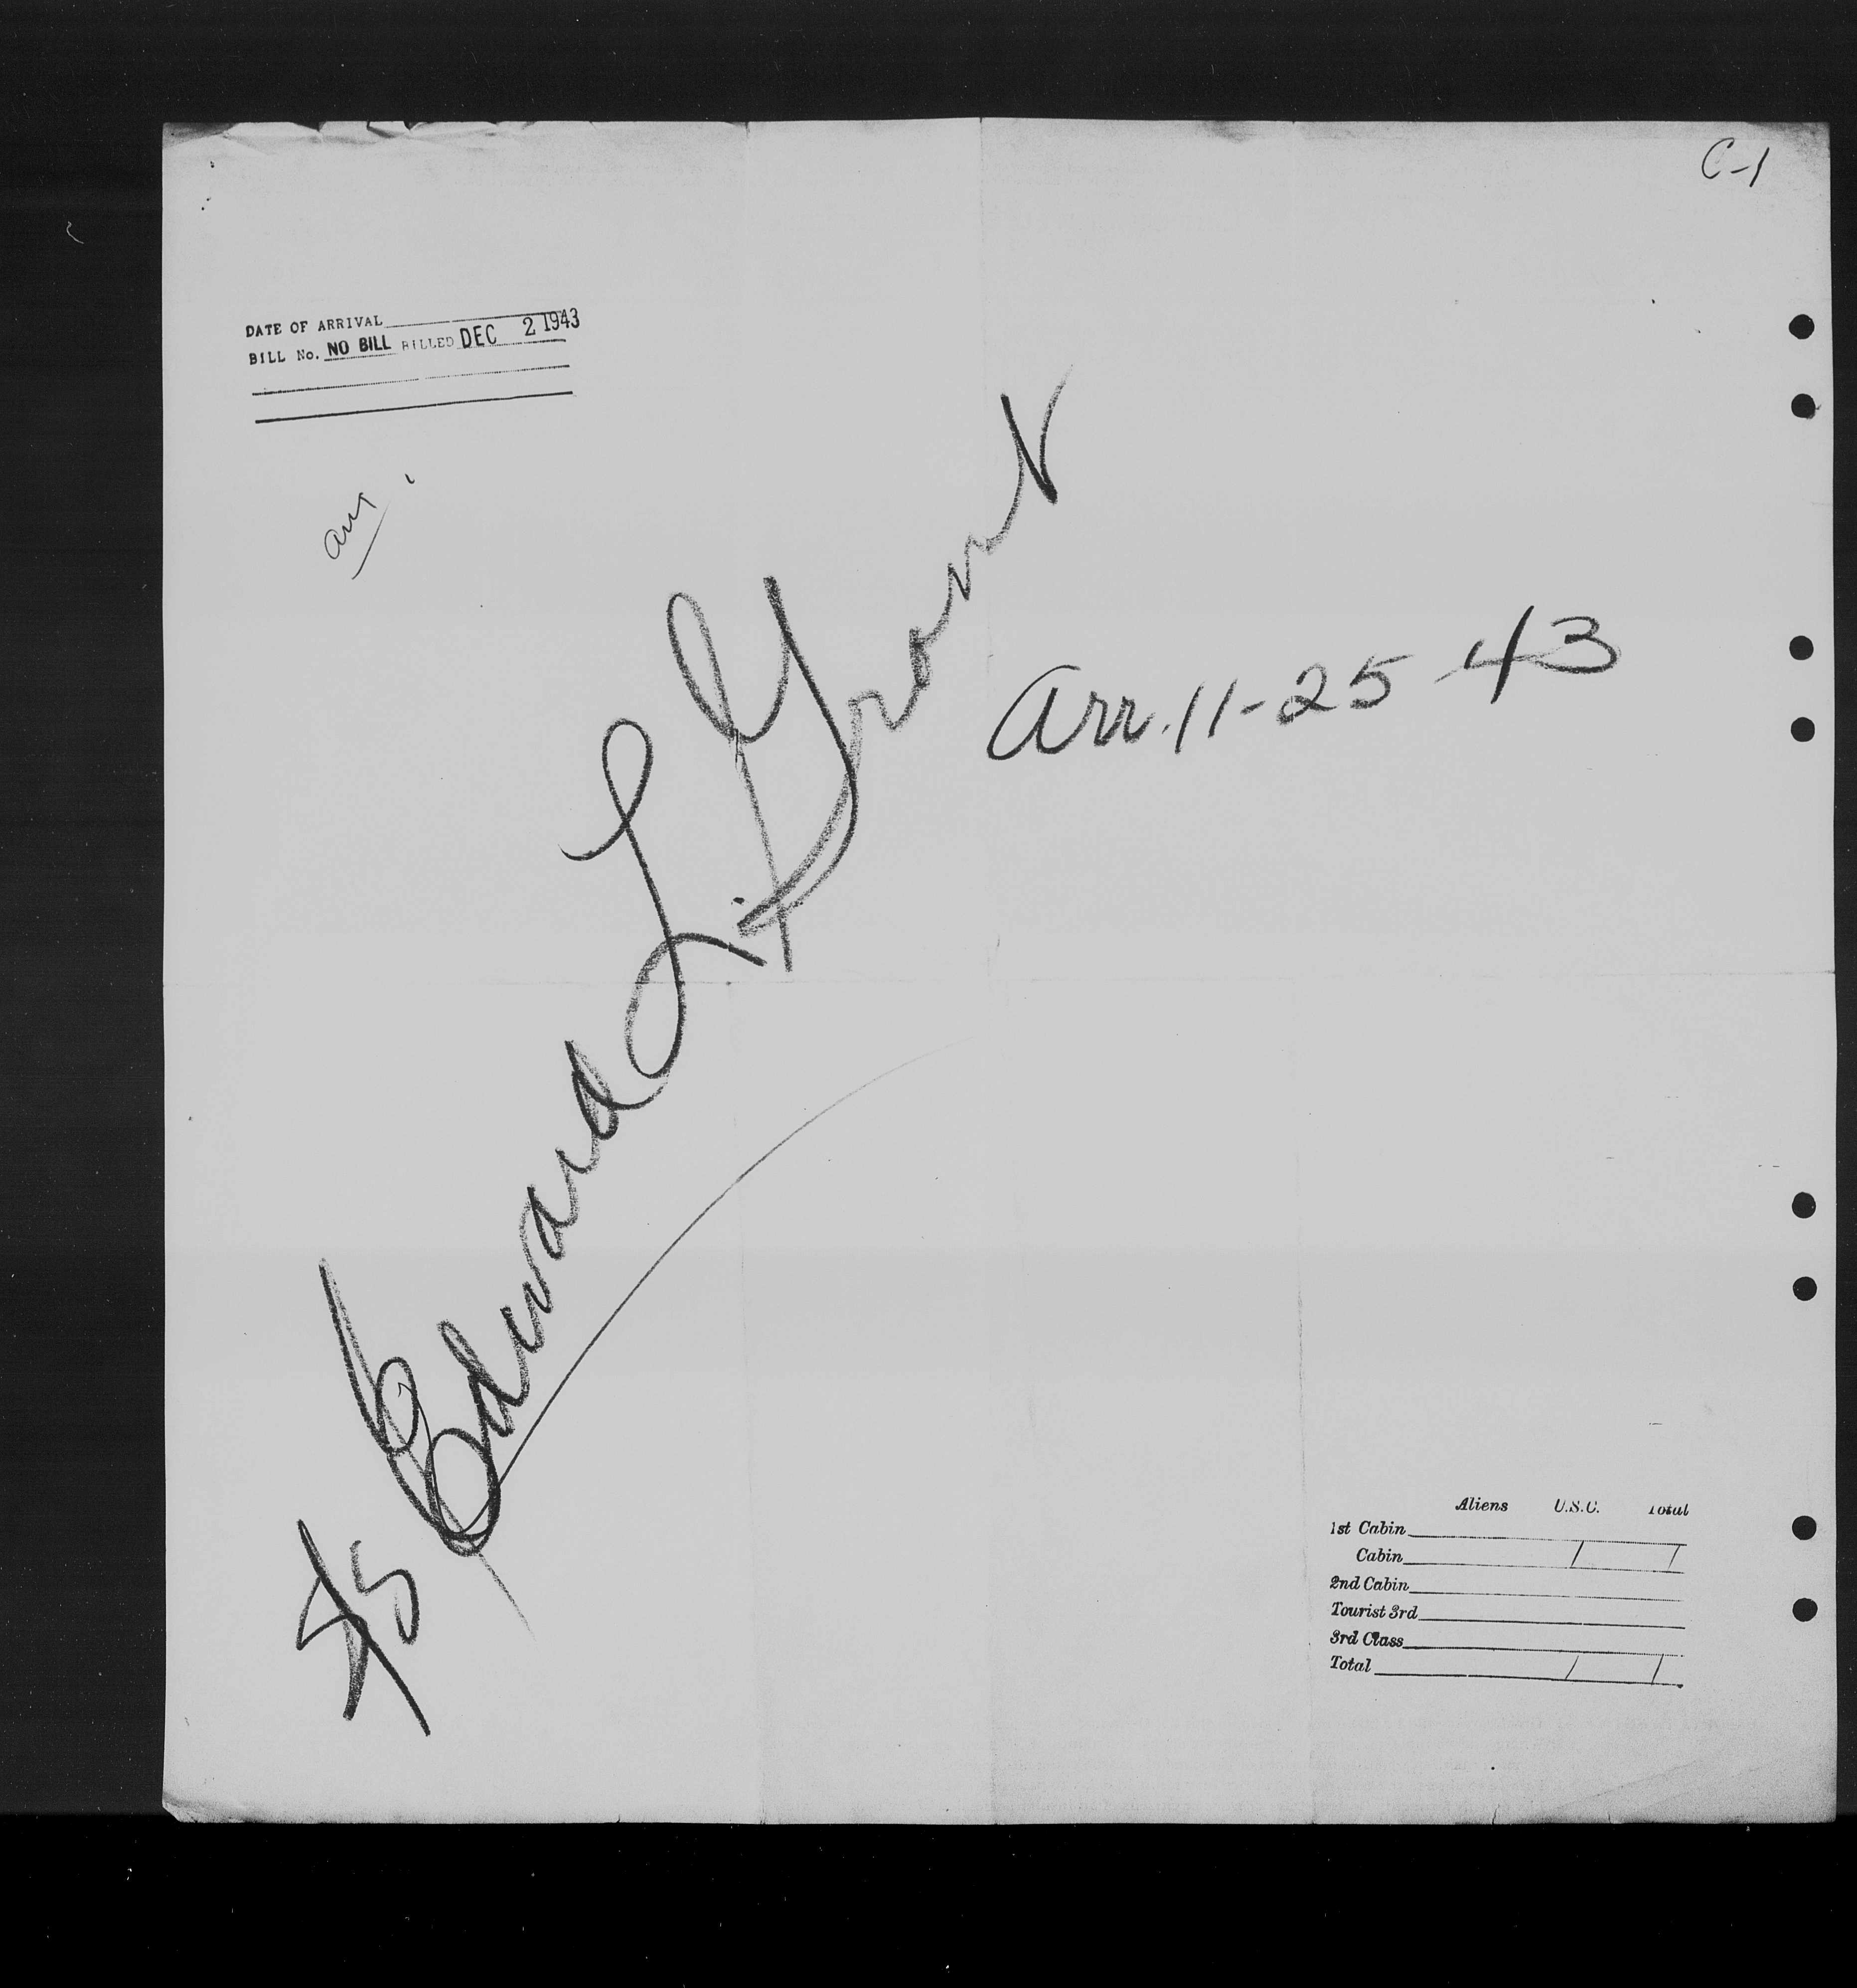 C-1
DATE OF ARRIVAL
BILL No. NO BILL BILLED DEC 2 1943
SS Edward L. Grant
Arr. 11-25-43
Aliens U.S.C. Total
1st Cabin
Cabin / /
2nd Cabin
Tourist 3rd
3rd Class
Total / /